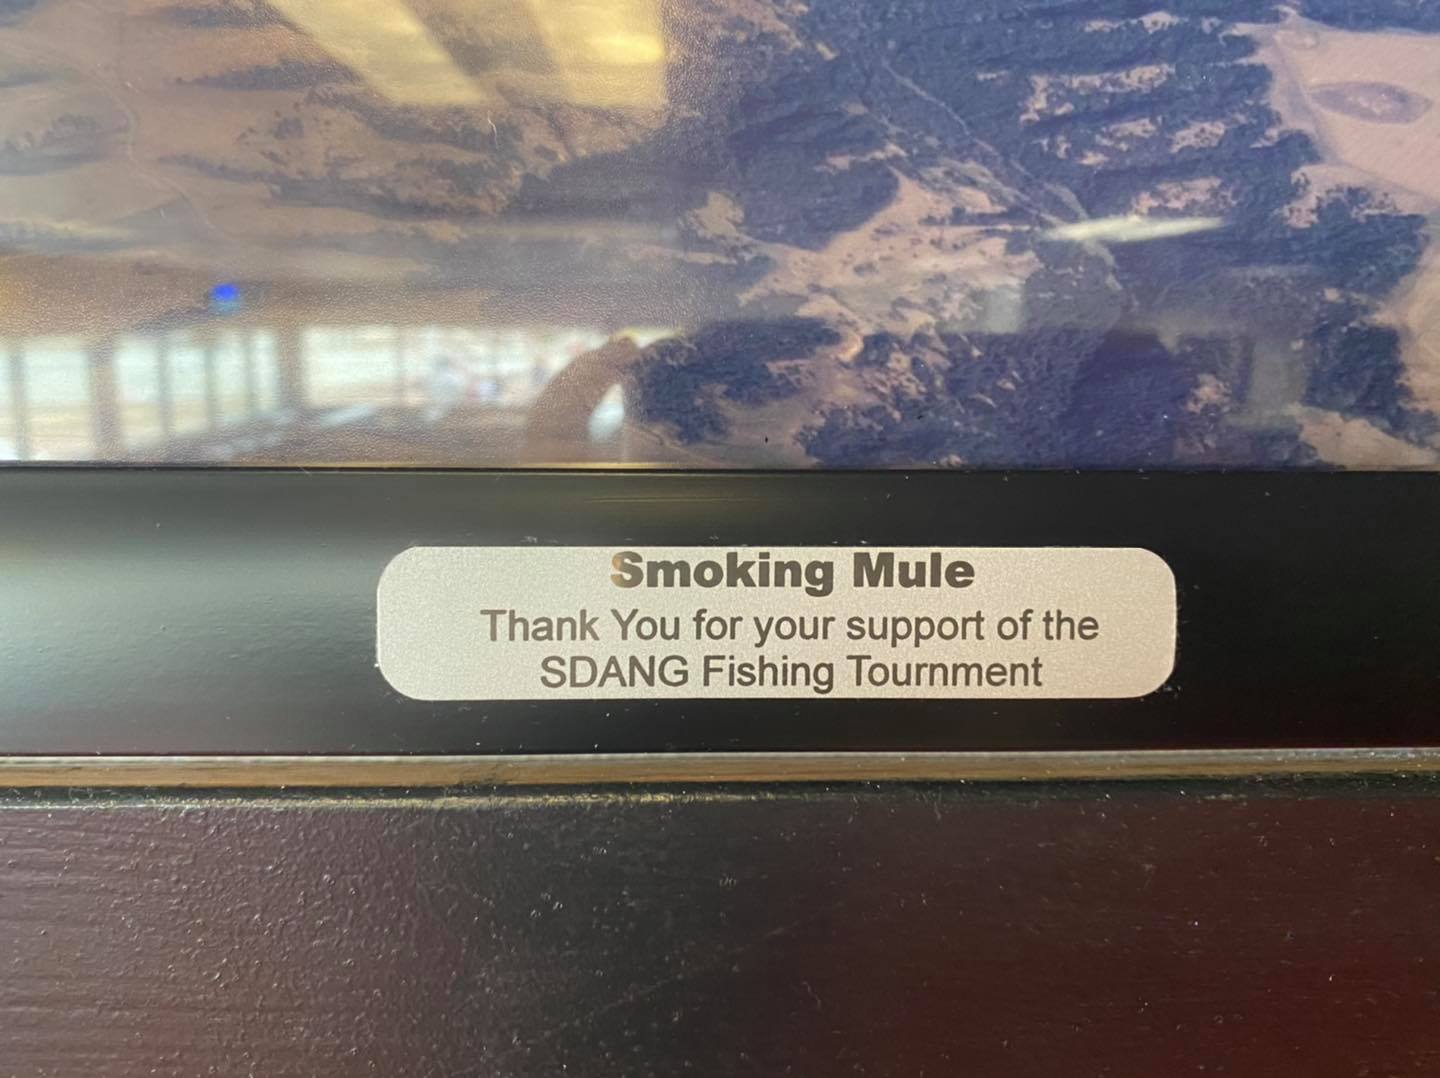 Smoking Mule
Thank You for your support of the
SDANG Fishing Tournment